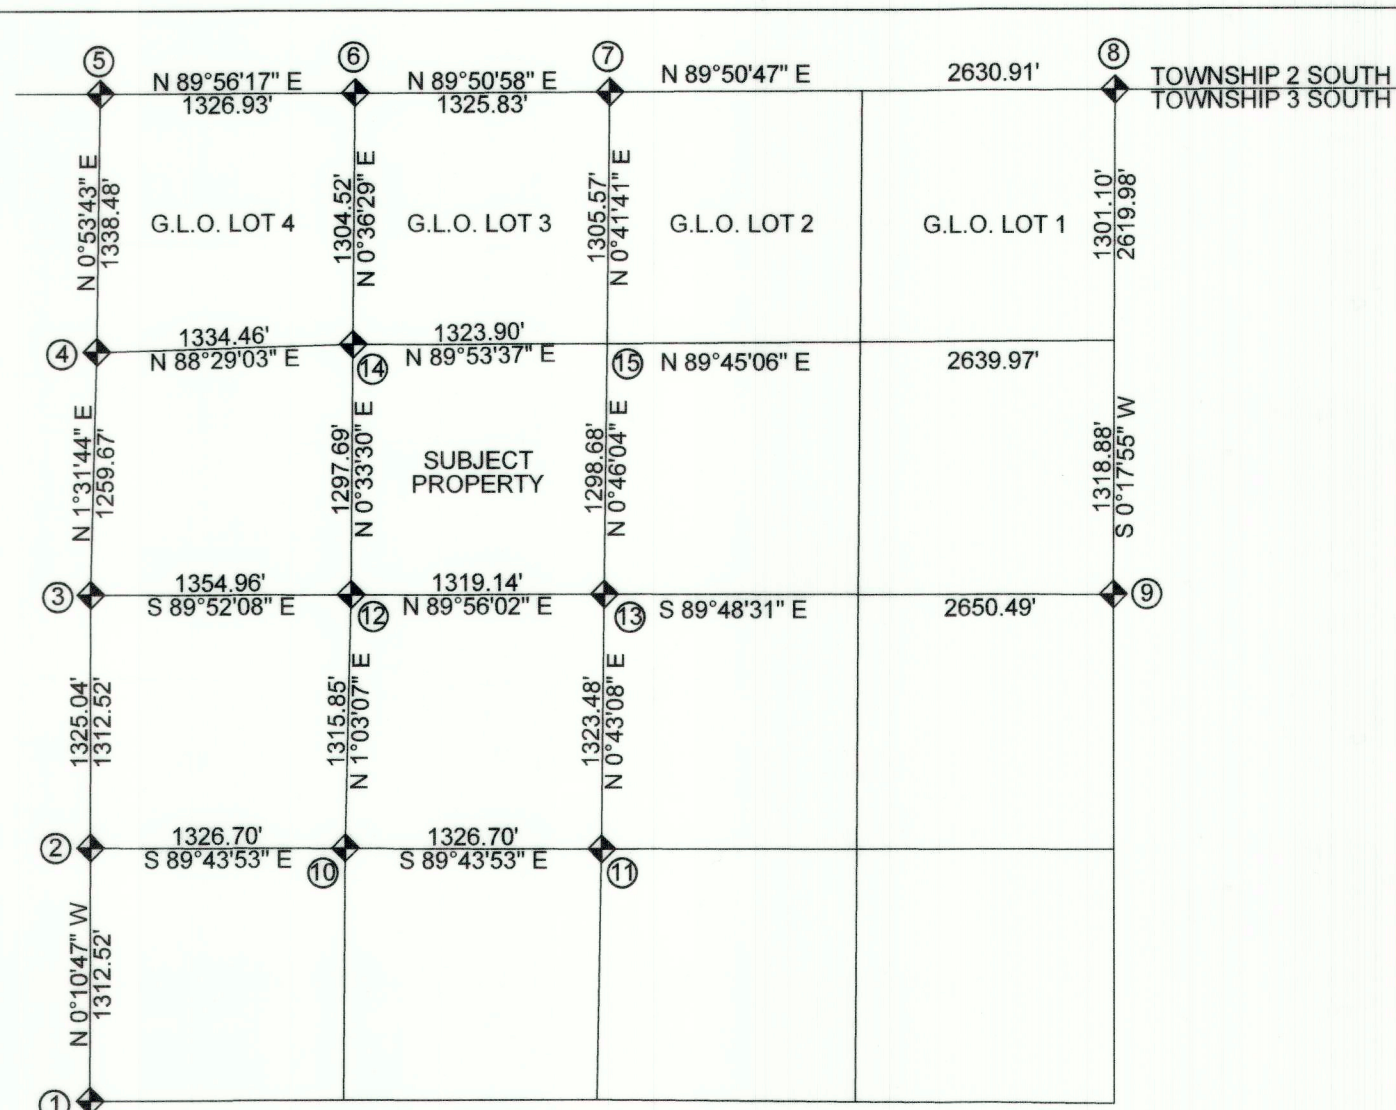 5
6
7
8
N 89°56'17" E
1326.93'
N 89°50'58" E
1325.83'
N 89°50'47" E
2630.91'
TOWNSHIP 2 SOUTH
TOWNSHIP 3 SOUTH
N 0°53'43" E
1338.48'
G.L.O. LOT 4
1304.52'
N 0°36'29" E
G.L.O. LOT 3
1305.57'
N 0°41'41" E
G.L.O. LOT 2
G.L.O. LOT 1
1301.10'
2619.98'
4
1334.46'
N 88°29'03" E
14
1323.90'
N 89°53'37" E
15
N 89°45'06" E
2639.97'
N 1°31'44" E
1259.67'
1297.69'
N 0°33'30" E
SUBJECT
PROPERTY
1298.68'
N 0°46'04" E
1318.88'
S 0°17'55" W
3
1354.96'
S 89°52'08" E
12
1319.14'
N 89°56'02" E
13
S 89°48'31" E
2650.49'
9
1325.04'
1312.52'
1315.85'
N 1°03'07" E
1323.48'
N 0°43'08" E
2
1326.70'
S 89°43'53" E
10
1326.70'
S 89°43'53" E
11
N 0°10'47" W
1312.52'
1